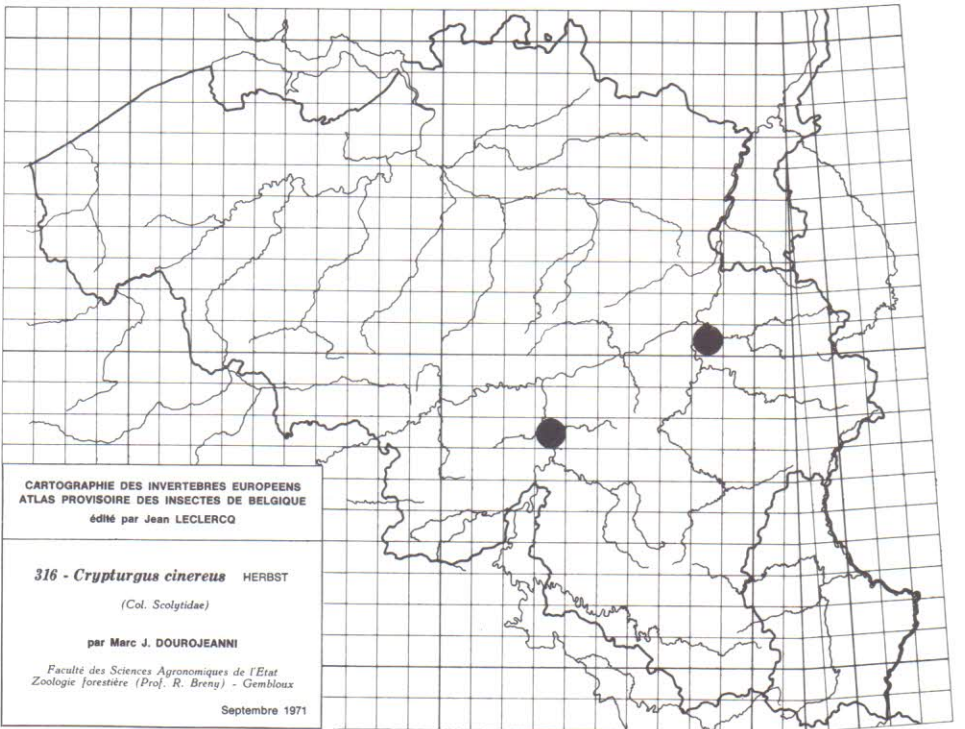 CARTOGRAPHIE DES INVERTEBRES EUROPEENS
ATLAS PROVISOIRE DES INSECTES DE BELGIQUE
édité par Jean LECLERCQ
316 - Crypturgus cinereus HERBST
(Col. Scolytidae)
par Marc J. DOUROJEANNI
Faculté des Sciences Agronomiques de l'Etat
Zoologie forestière (Prof. R. Breny) - Gembloux
Septembre 1971